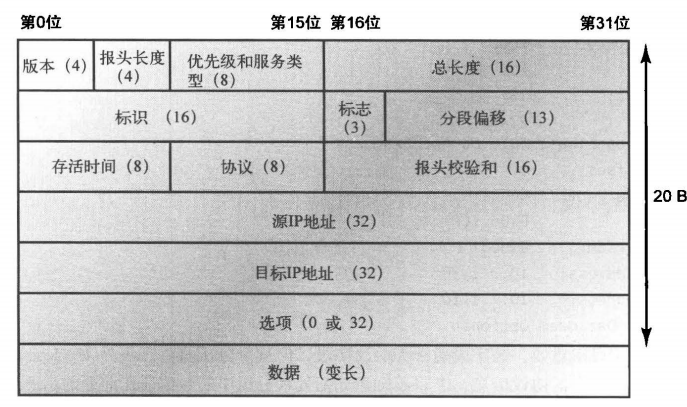 第0位 第15位 第16位 第31位
版本（4） 报头长度（4） 优先级和服务类型（8） 总长度（16）
标识 （16） 标志（3） 分段偏移 （13）
存活时间（8） 协议（8） 报头校验和（16）
源IP地址（32）
目标IP地址 （32）
选项（0 或 32）
数据 （变长）
20 B